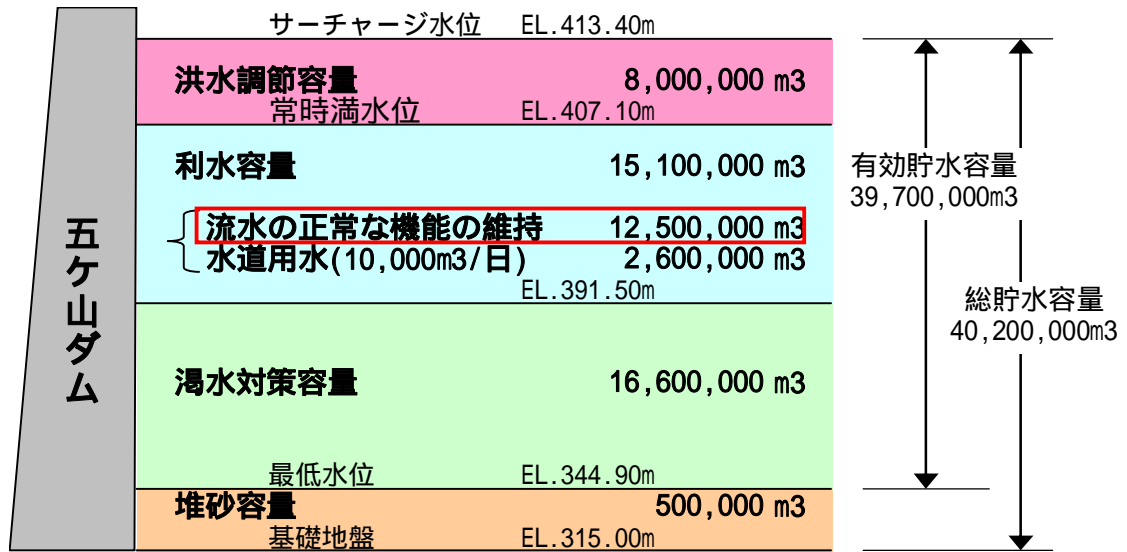 サーチャージ水位 EL.413.40m
洪水調節容量 8,000,000 m3
常時満水位 EL.407.10m
利水容量 15,100,000 m3
流水の正常な機能の維持 12,500,000 m3
水道用水(10,000m3/日) 2,600,000 m3
EL.391.50m
渇水対策容量 16,600,000 m3
最低水位 EL.344.90m
堆砂容量 500,000 m3
基礎地盤 EL.315.00m
五ケ山ダム
有効貯水容量
39,700,000m3
総貯水容量
40,200,000m3